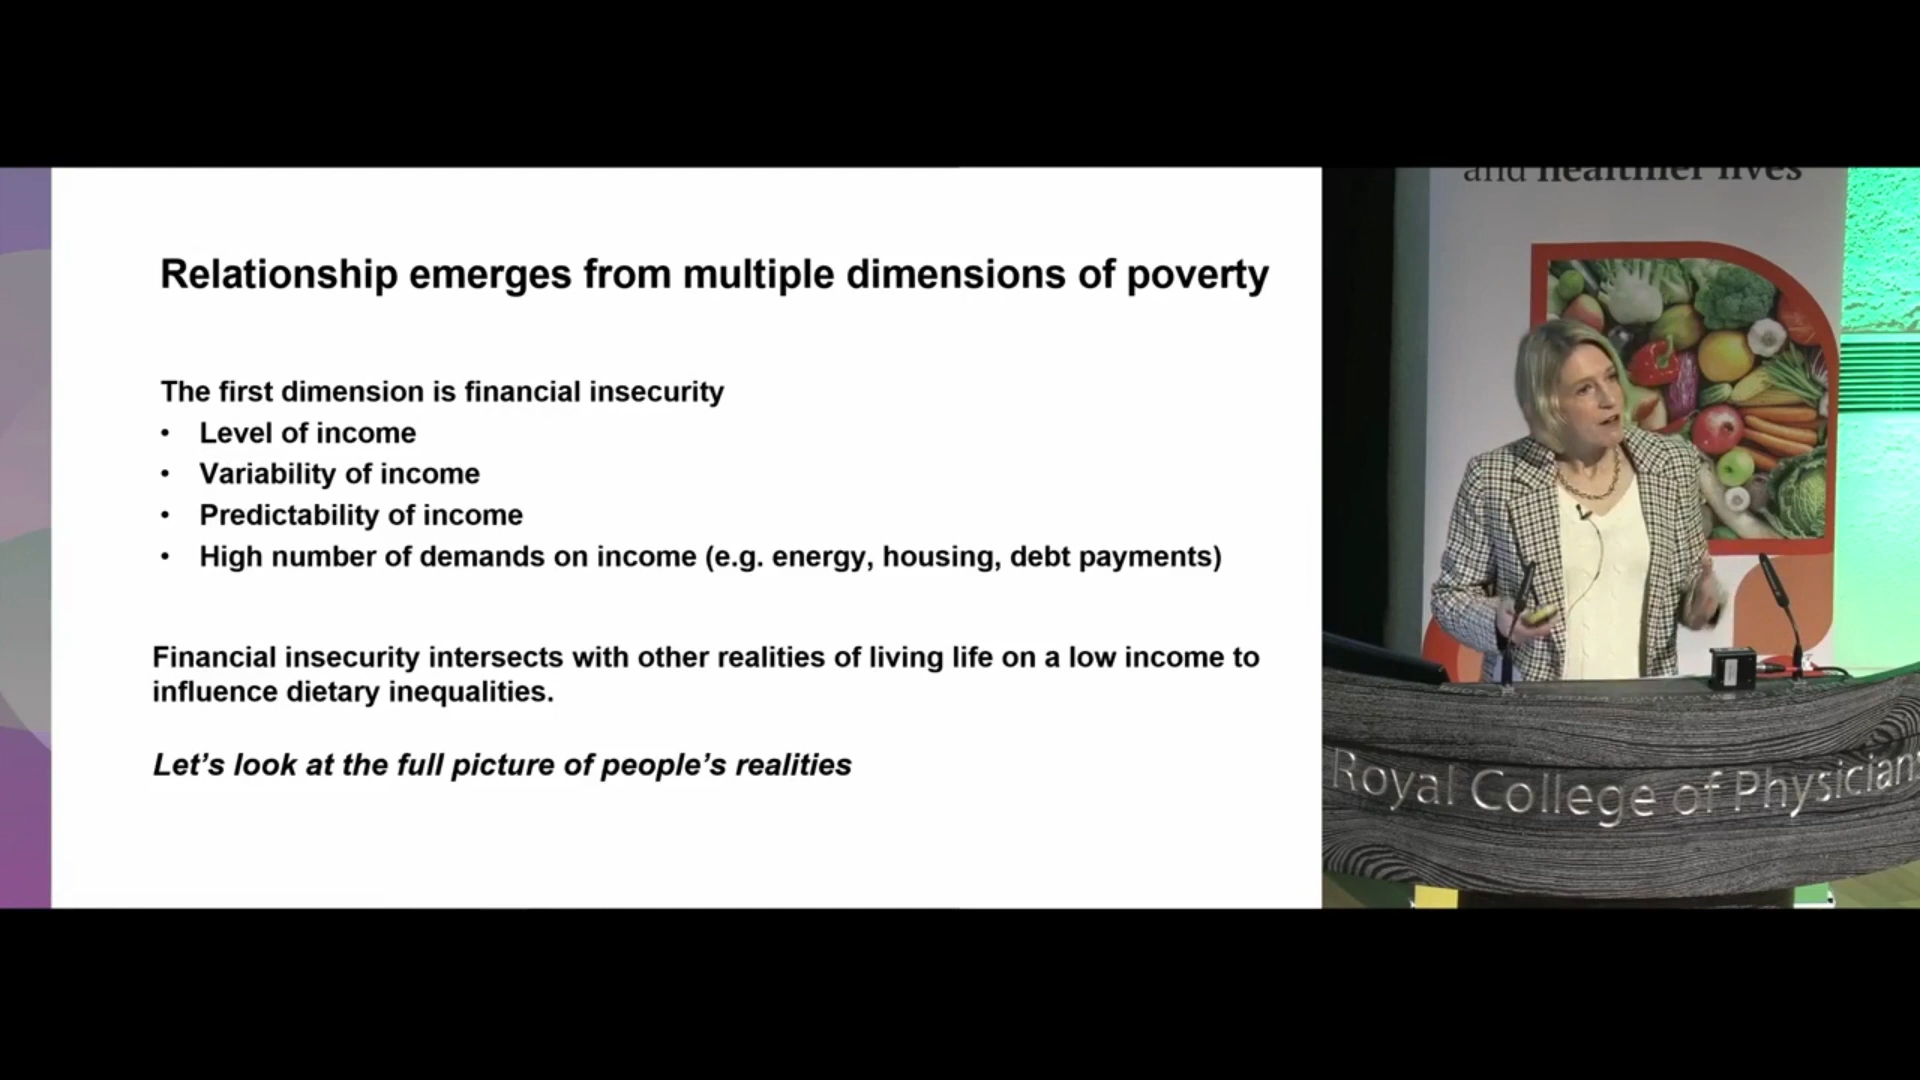 and healthier lives
Relationship emerges from multiple dimensions of poverty
The first dimension is financial insecurity
• Level of income
• Variability of income
• Predictability of income
• High number of demands on income (e.g. energy, housing, debt payments)
Financial insecurity intersects with other realities of living life on a low income to
influence dietary inequalities.
Let’s look at the full picture of people’s realities
Royal College of Physician